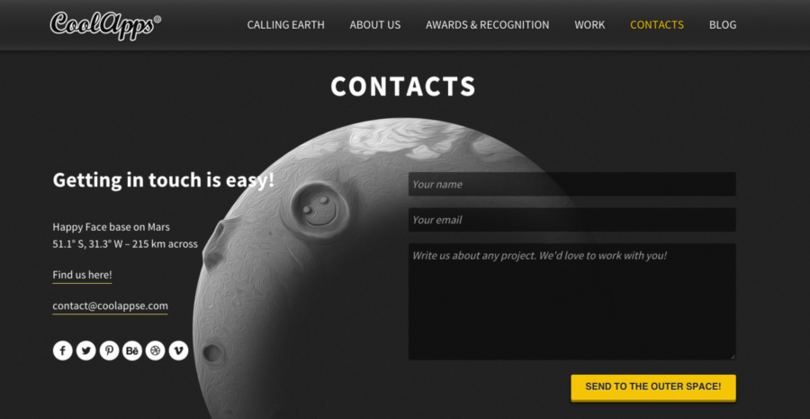 CoolApps®
CALLING EARTH ABOUT US AWARDS & RECOGNITION WORK CONTACTS BLOG
CONTACTS
Getting in touch is easy!
Happy Face base on Mars
51.1° S, 31.3° W – 215 km across
Find us here!
contact@coolappse.com
Bē
Your name
Your email
Write us about any project. We'd love to work with you!
SEND TO THE OUTER SPACE!